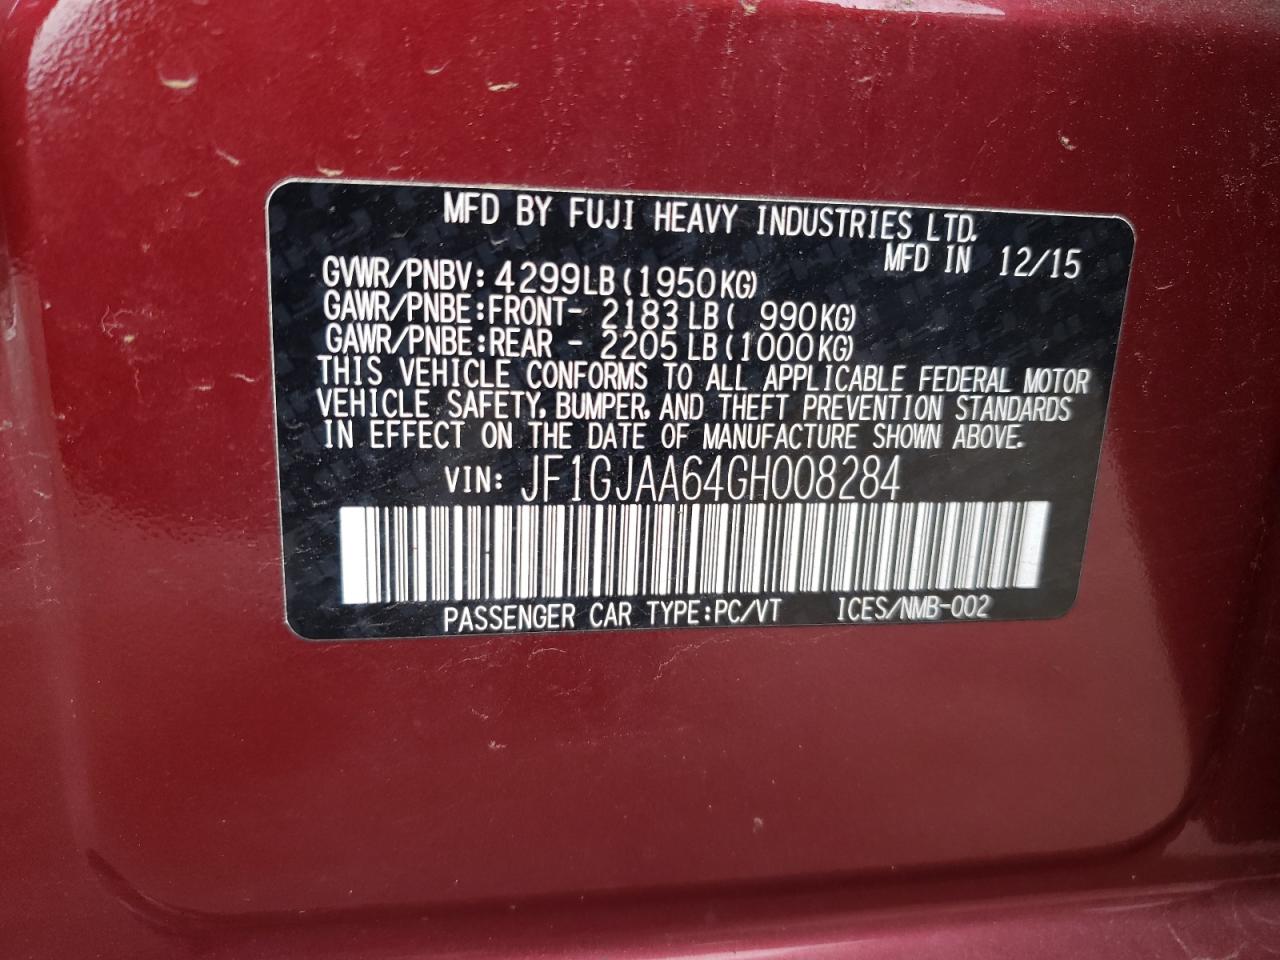 MFD BY FUJI HEAVY INDUSTRIES LTD.
MFD IN 12/15
GVWR/PNBV: 4299LB (1950KG)
GAWR/PNBE:FRONT- 2183LB ( 990KG)
GAWR/PNBE:REAR - 2205LB (1000KG)
THIS VEHICLE CONFORMS TO ALL APPLICABLE FEDERAL MOTOR
VEHICLE SAFETY, BUMPER, AND THEFT PREVENTION STANDARDS
IN EFFECT ON THE DATE OF MANUFACTURE SHOWN ABOVE.
VIN: JF1GJAA64GH008284
PASSENGER CAR TYPE:PC/VT ICES/NMB-002